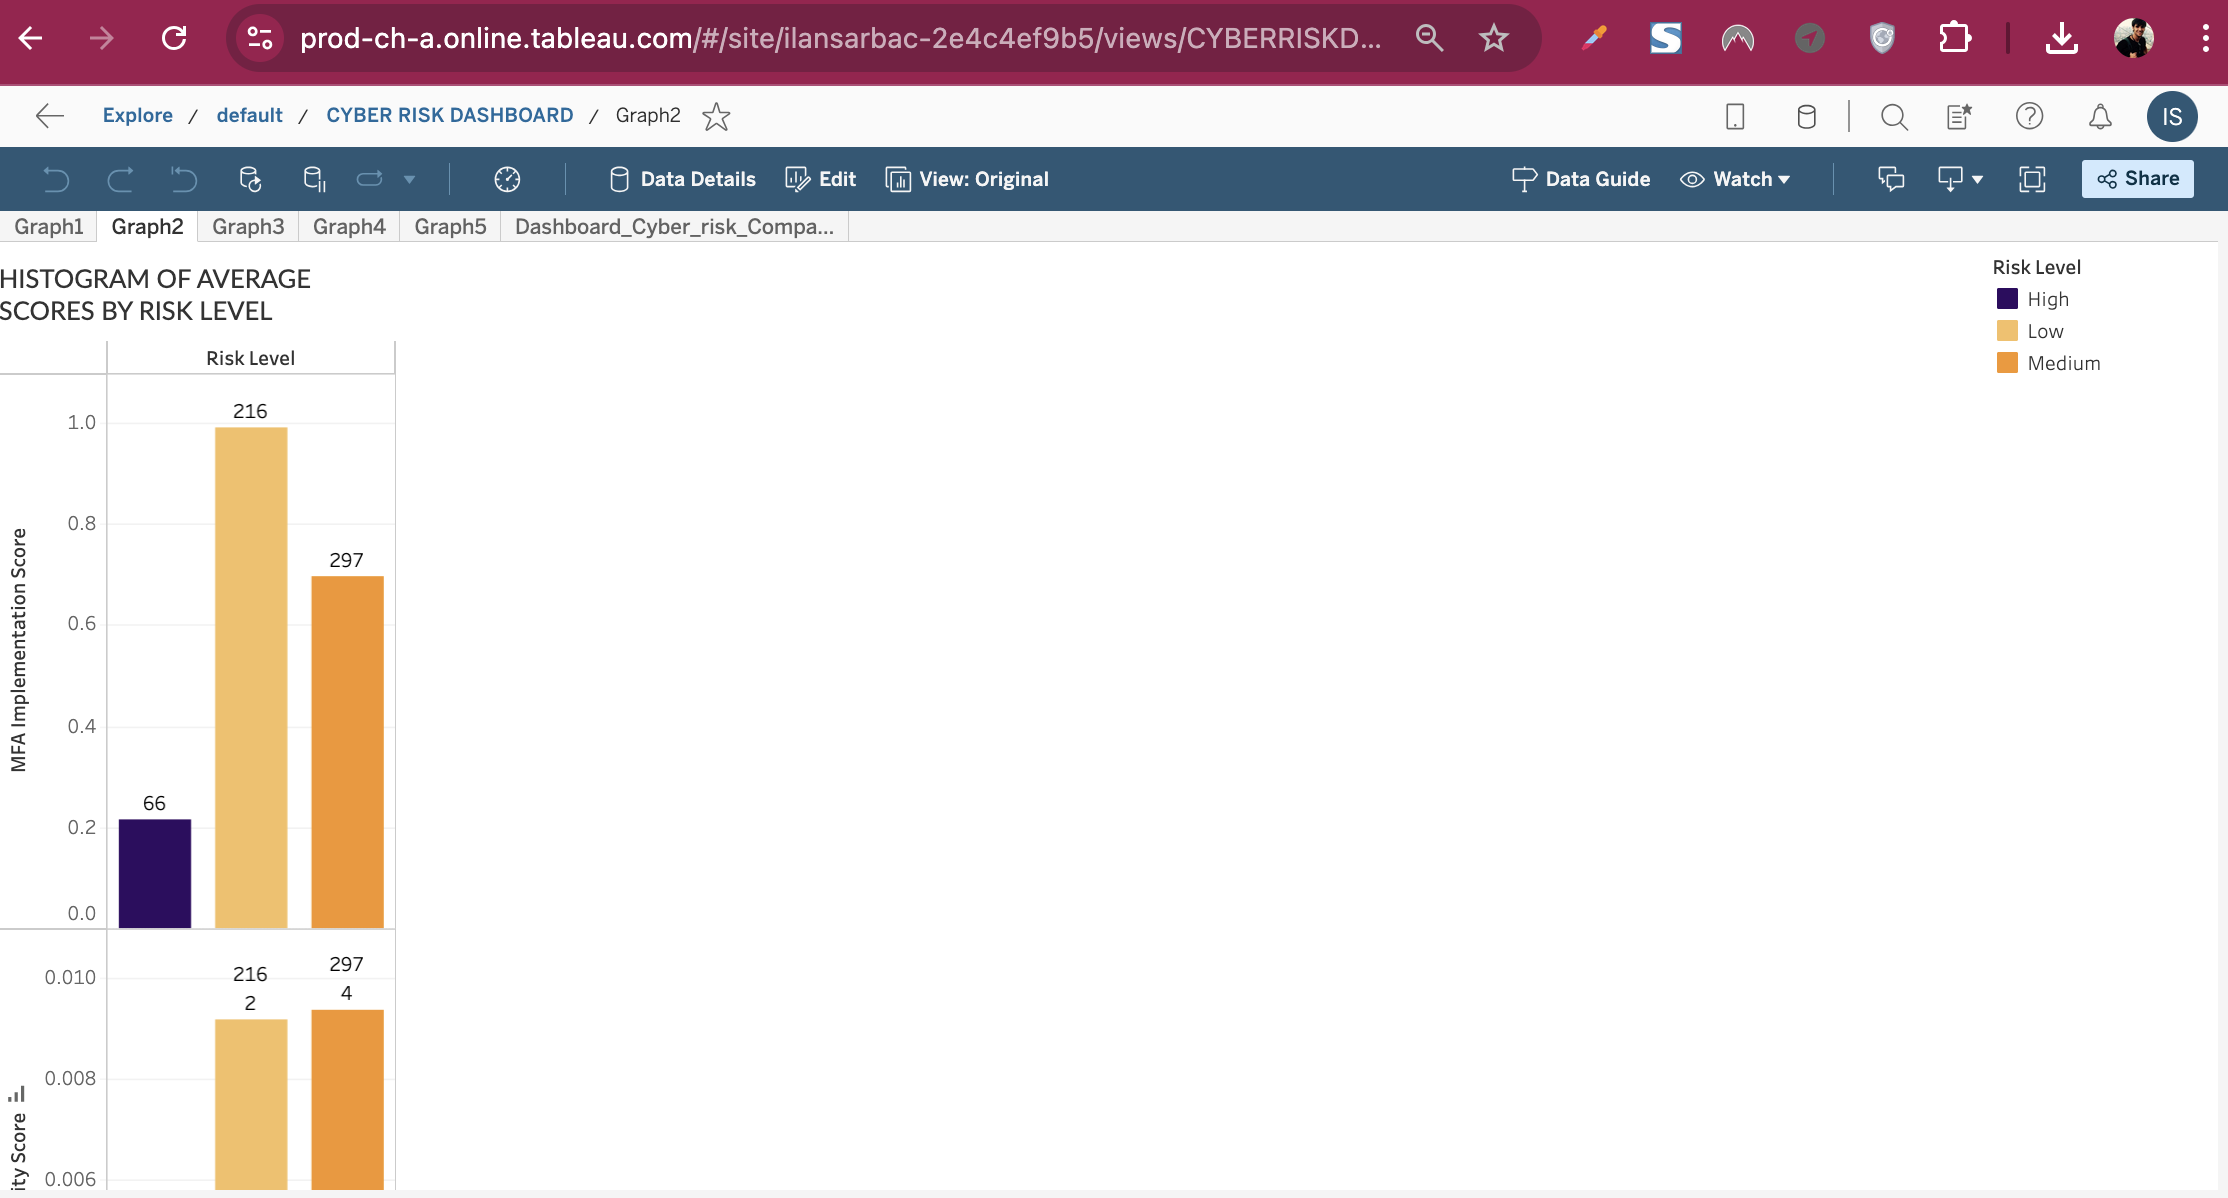 prod-ch-a.online.tableau.com/#/site/ilansarbac-2e4c4ef9b5/views/CYBERRISKD...
Explore / default / CYBER RISK DASHBOARD / Graph2
IS
Data Details Edit View: Original Data Guide Watch Share
Graph1 Graph2 Graph3 Graph4 Graph5 Dashboard_Cyber_risk_Compa...
HISTOGRAM OF AVERAGE
SCORES BY RISK LEVEL
Risk Level
High
Low
Medium
Risk Level
MFA Implementation Score
1.0
0.8
0.6
0.4
0.2
0.0
216
297
66
ity Score
0.010
0.008
0.006
216
2
297
4